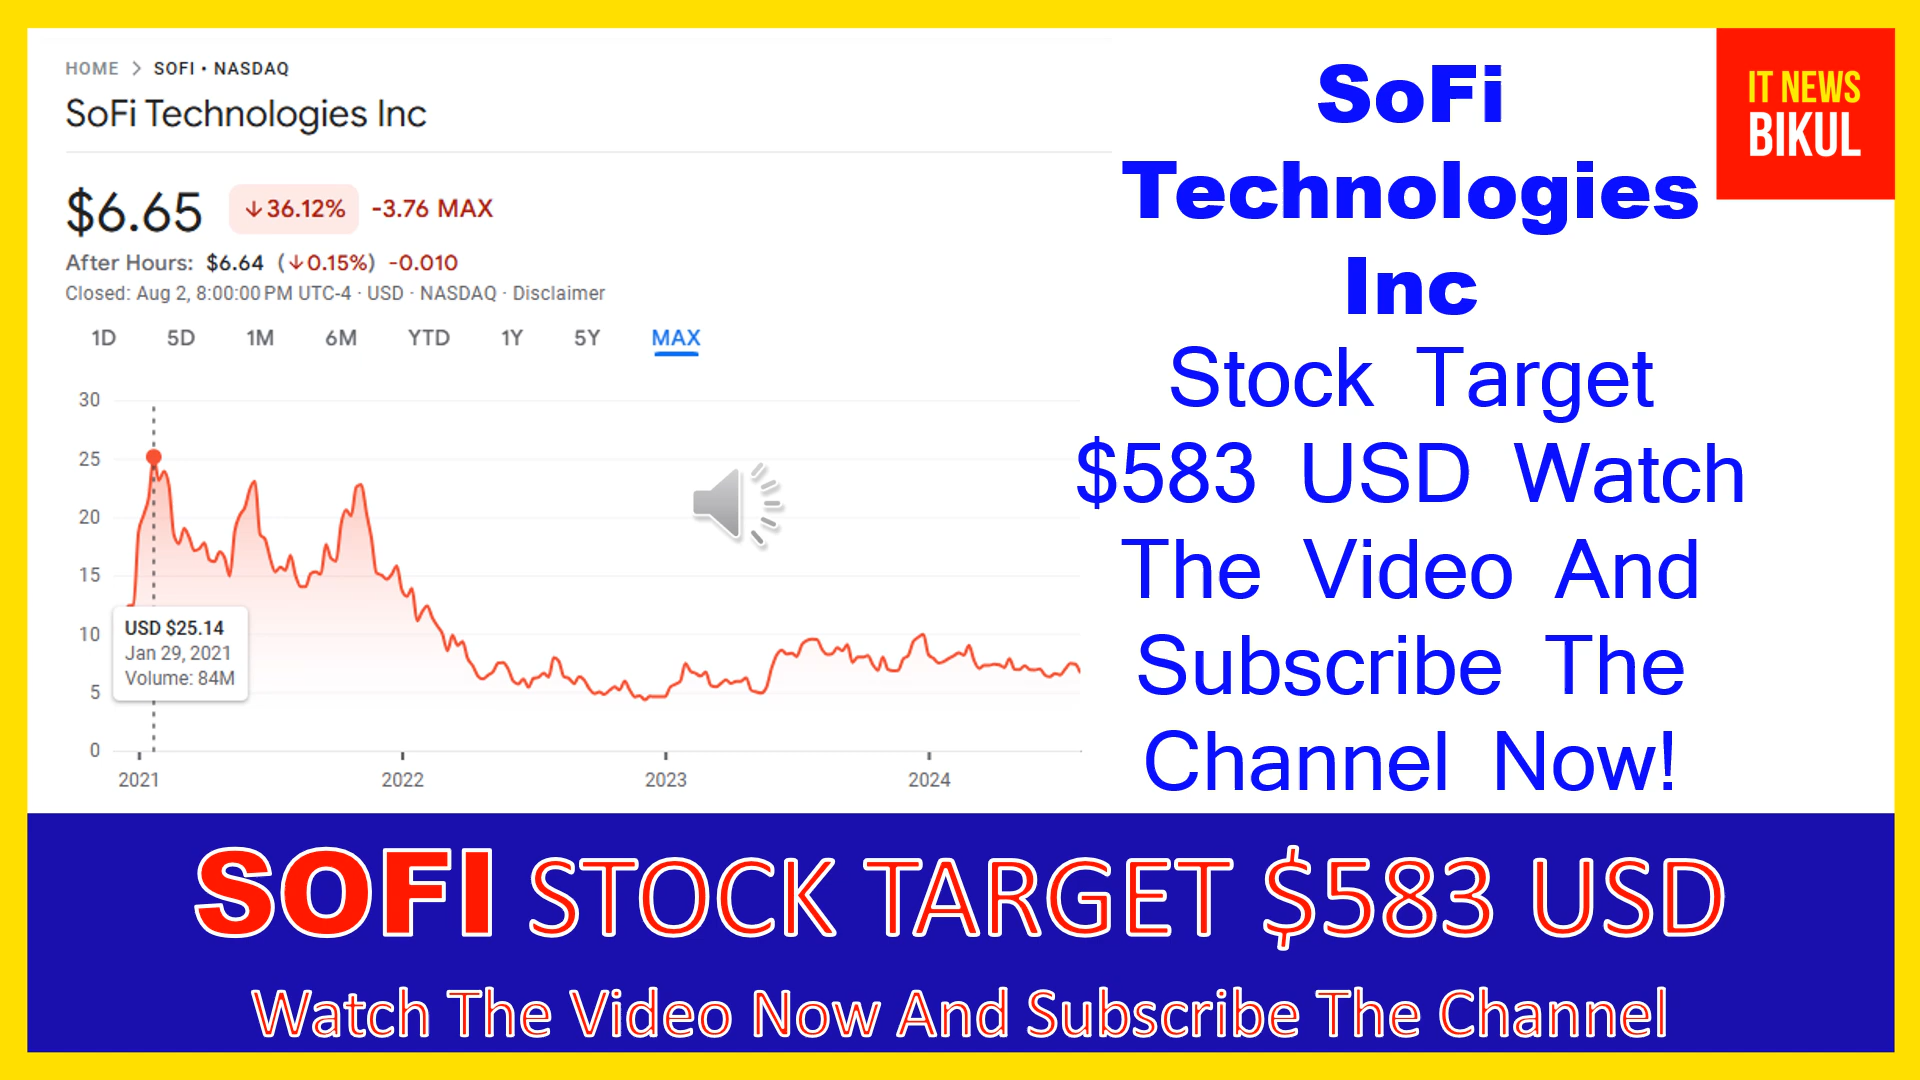 HOME > SOFI • NASDAQ
SoFi Technologies Inc
$6.65 ↓36.12% -3.76 MAX
After Hours: $6.64 (↓0.15%) -0.010
Closed: Aug 2, 8:00:00 PM UTC-4 · USD · NASDAQ · Disclaimer
1D 5D 1M 6M YTD 1Y 5Y MAX
30
25
20
15
10
5
0
USD $25.14
Jan 29, 2021
Volume: 84M
2021 2022 2023 2024
SoFi
Technologies
Inc
Stock Target
$583 USD Watch
The Video And
Subscribe The
Channel Now!
IT NEWS
BIKUL
SOFI STOCK TARGET $583 USD
Watch The Video Now And Subscribe The Channel